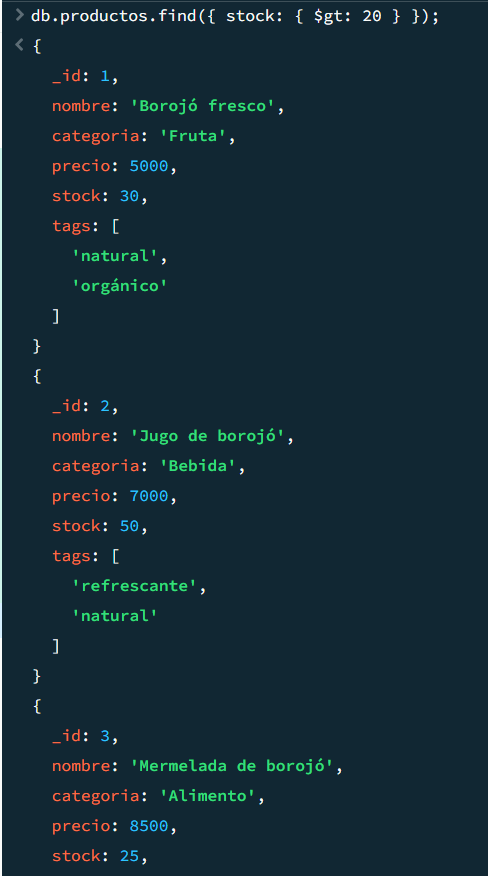 > db.productos.find({ stock: { $gt: 20 } });
< {
_id: 1,
nombre: 'Borojó fresco',
categoria: 'Fruta',
precio: 5000,
stock: 30,
tags: [
'natural',
'orgánico'
]
}
{
_id: 2,
nombre: 'Jugo de borojó',
categoria: 'Bebida',
precio: 7000,
stock: 50,
tags: [
'refrescante',
'natural'
]
}
{
_id: 3,
nombre: 'Mermelada de borojó',
categoria: 'Alimento',
precio: 8500,
stock: 25,